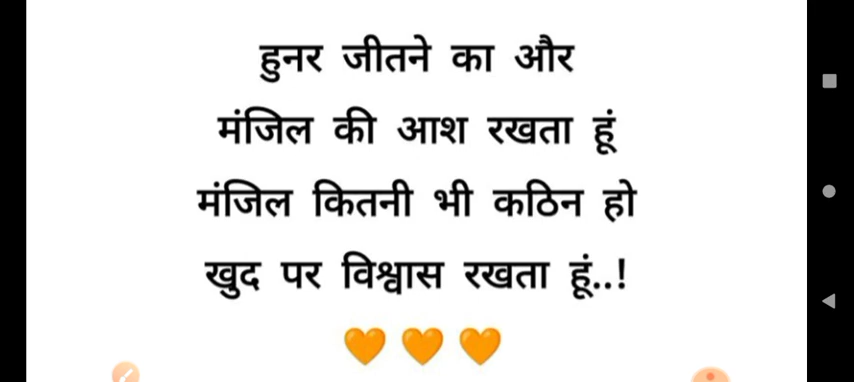 हुनर जीतने का और
मंजिल की आश रखता हूं
मंजिल कितनी भी कठिन हो
खुद पर विश्वास रखता हूं..!
🧡 🧡 🧡